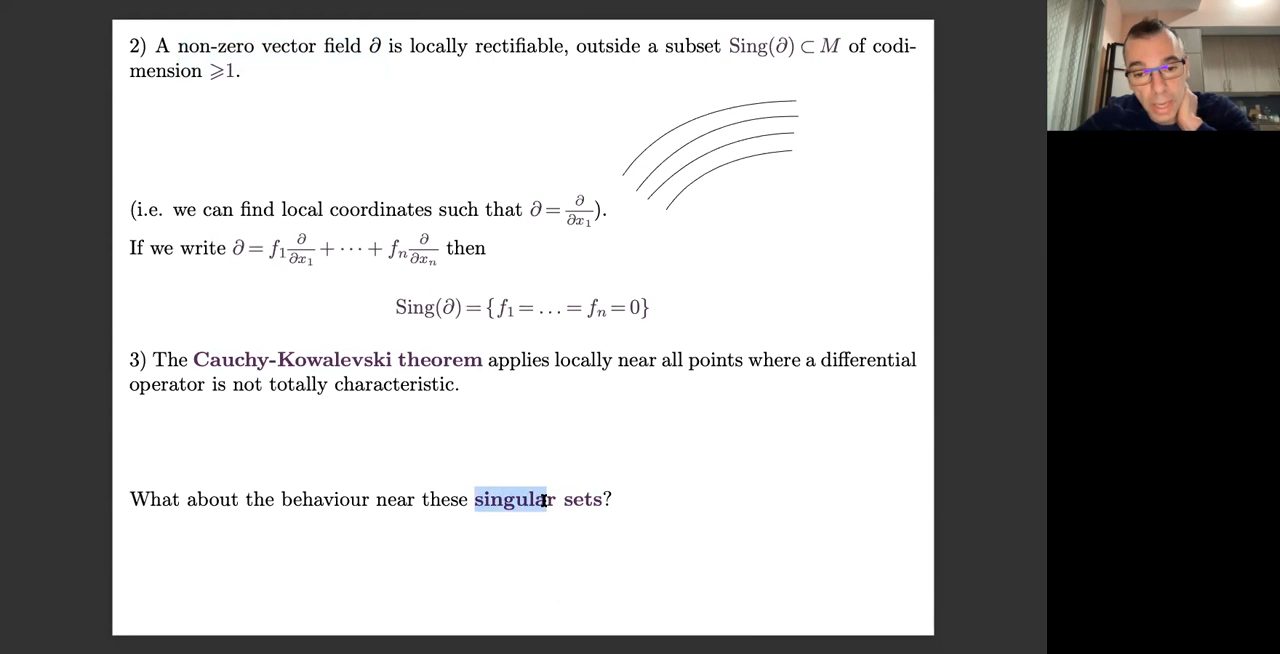 2) A non-zero vector field ∂ is locally rectifiable, outside a subset Sing(∂) ⊂ M of codi-
mension ⩾1.
(i.e. we can find local coordinates such that ∂ = ∂/∂x₁).
If we write ∂ = f₁ ∂/∂x₁ + ⋯ + fₙ ∂/∂xₙ then
Sing(∂) = {f₁ = … = fₙ = 0}
3) The Cauchy-Kowalevski theorem applies locally near all points where a differential
operator is not totally characteristic.
What about the behaviour near these singular sets?